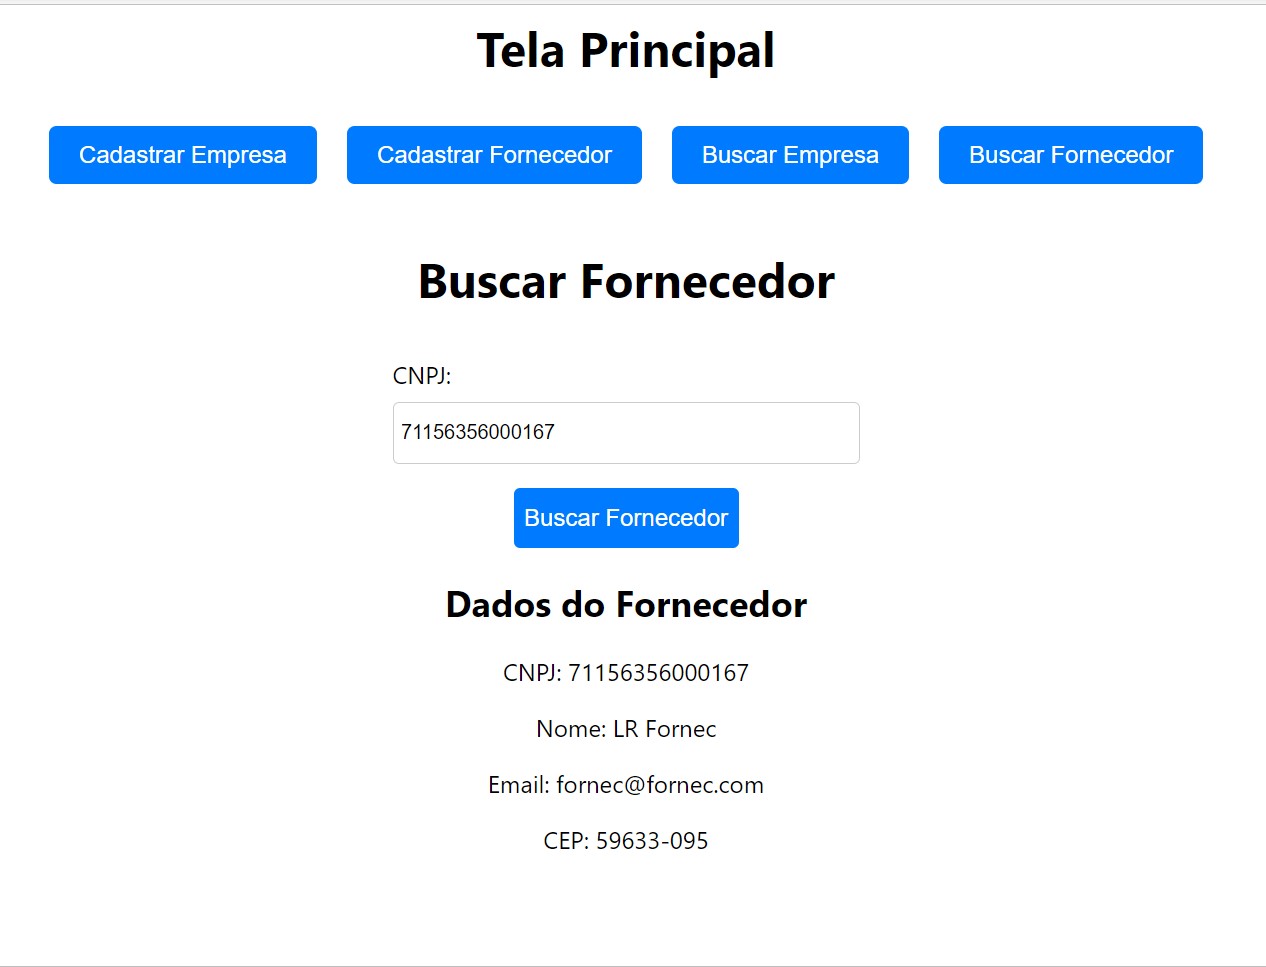 Tela Principal
Cadastrar Empresa Cadastrar Fornecedor Buscar Empresa Buscar Fornecedor
Buscar Fornecedor
CNPJ:
71156356000167
Buscar Fornecedor
Dados do Fornecedor
CNPJ: 71156356000167
Nome: LR Fornec
Email: fornec@fornec.com
CEP: 59633-095